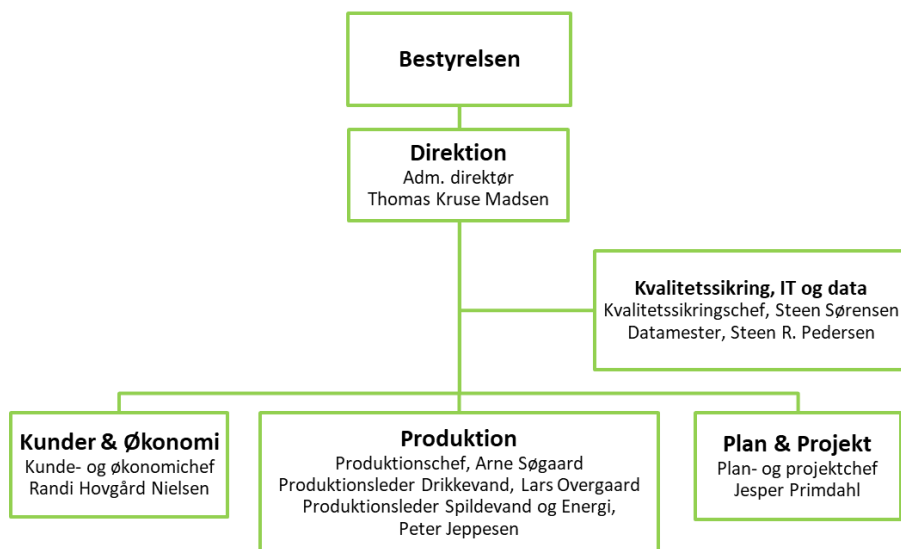 Bestyrelsen
Direktion
Adm. direktør
Thomas Kruse Madsen
Kvalitetssikring, IT og data
Kvalitetssikringschef, Steen Sørensen
Datamester, Steen R. Pedersen
Kunder & Økonomi
Kunde- og økonomichef
Randi Hovgård Nielsen
Produktion
Produktionschef, Arne Søgaard
Produktionsleder Drikkevand, Lars Overgaard
Produktionsleder Spildevand og Energi,
Peter Jeppesen
Plan & Projekt
Plan- og projektchef
Jesper Primdahl